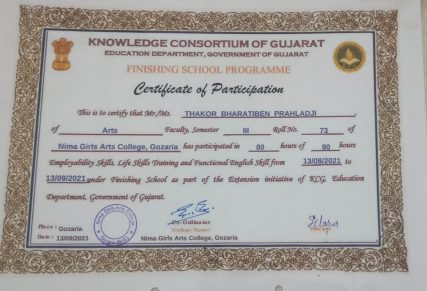 KNOWLEDGE CONSORTIUM OF GUJARAT
EDUCATION DEPARTMENT, GOVERNMENT OF GUJARAT
FINISHING SCHOOL PROGRAMME
Certificate of Participation
This is to certify that Mr./Ms. THAKOR BHARATIBEN PRAHLADJI
of Arts Faculty, Semester III Roll No. 73 of
Nima Girls Arts College, Gozaria has participated in 80 hours of 80 hours
Employability Skills, Life Skills Training and Functional English Skill from 13/08/2021 to
13/09/2021 under Finishing School as part of the Extension initiative of KCG, Education
Department, Government of Gujarat.
Place : Gozaria
Date : 13/09/2021
Co-Ordinator
(College Name)
Nima Girls Arts College, Gozaria